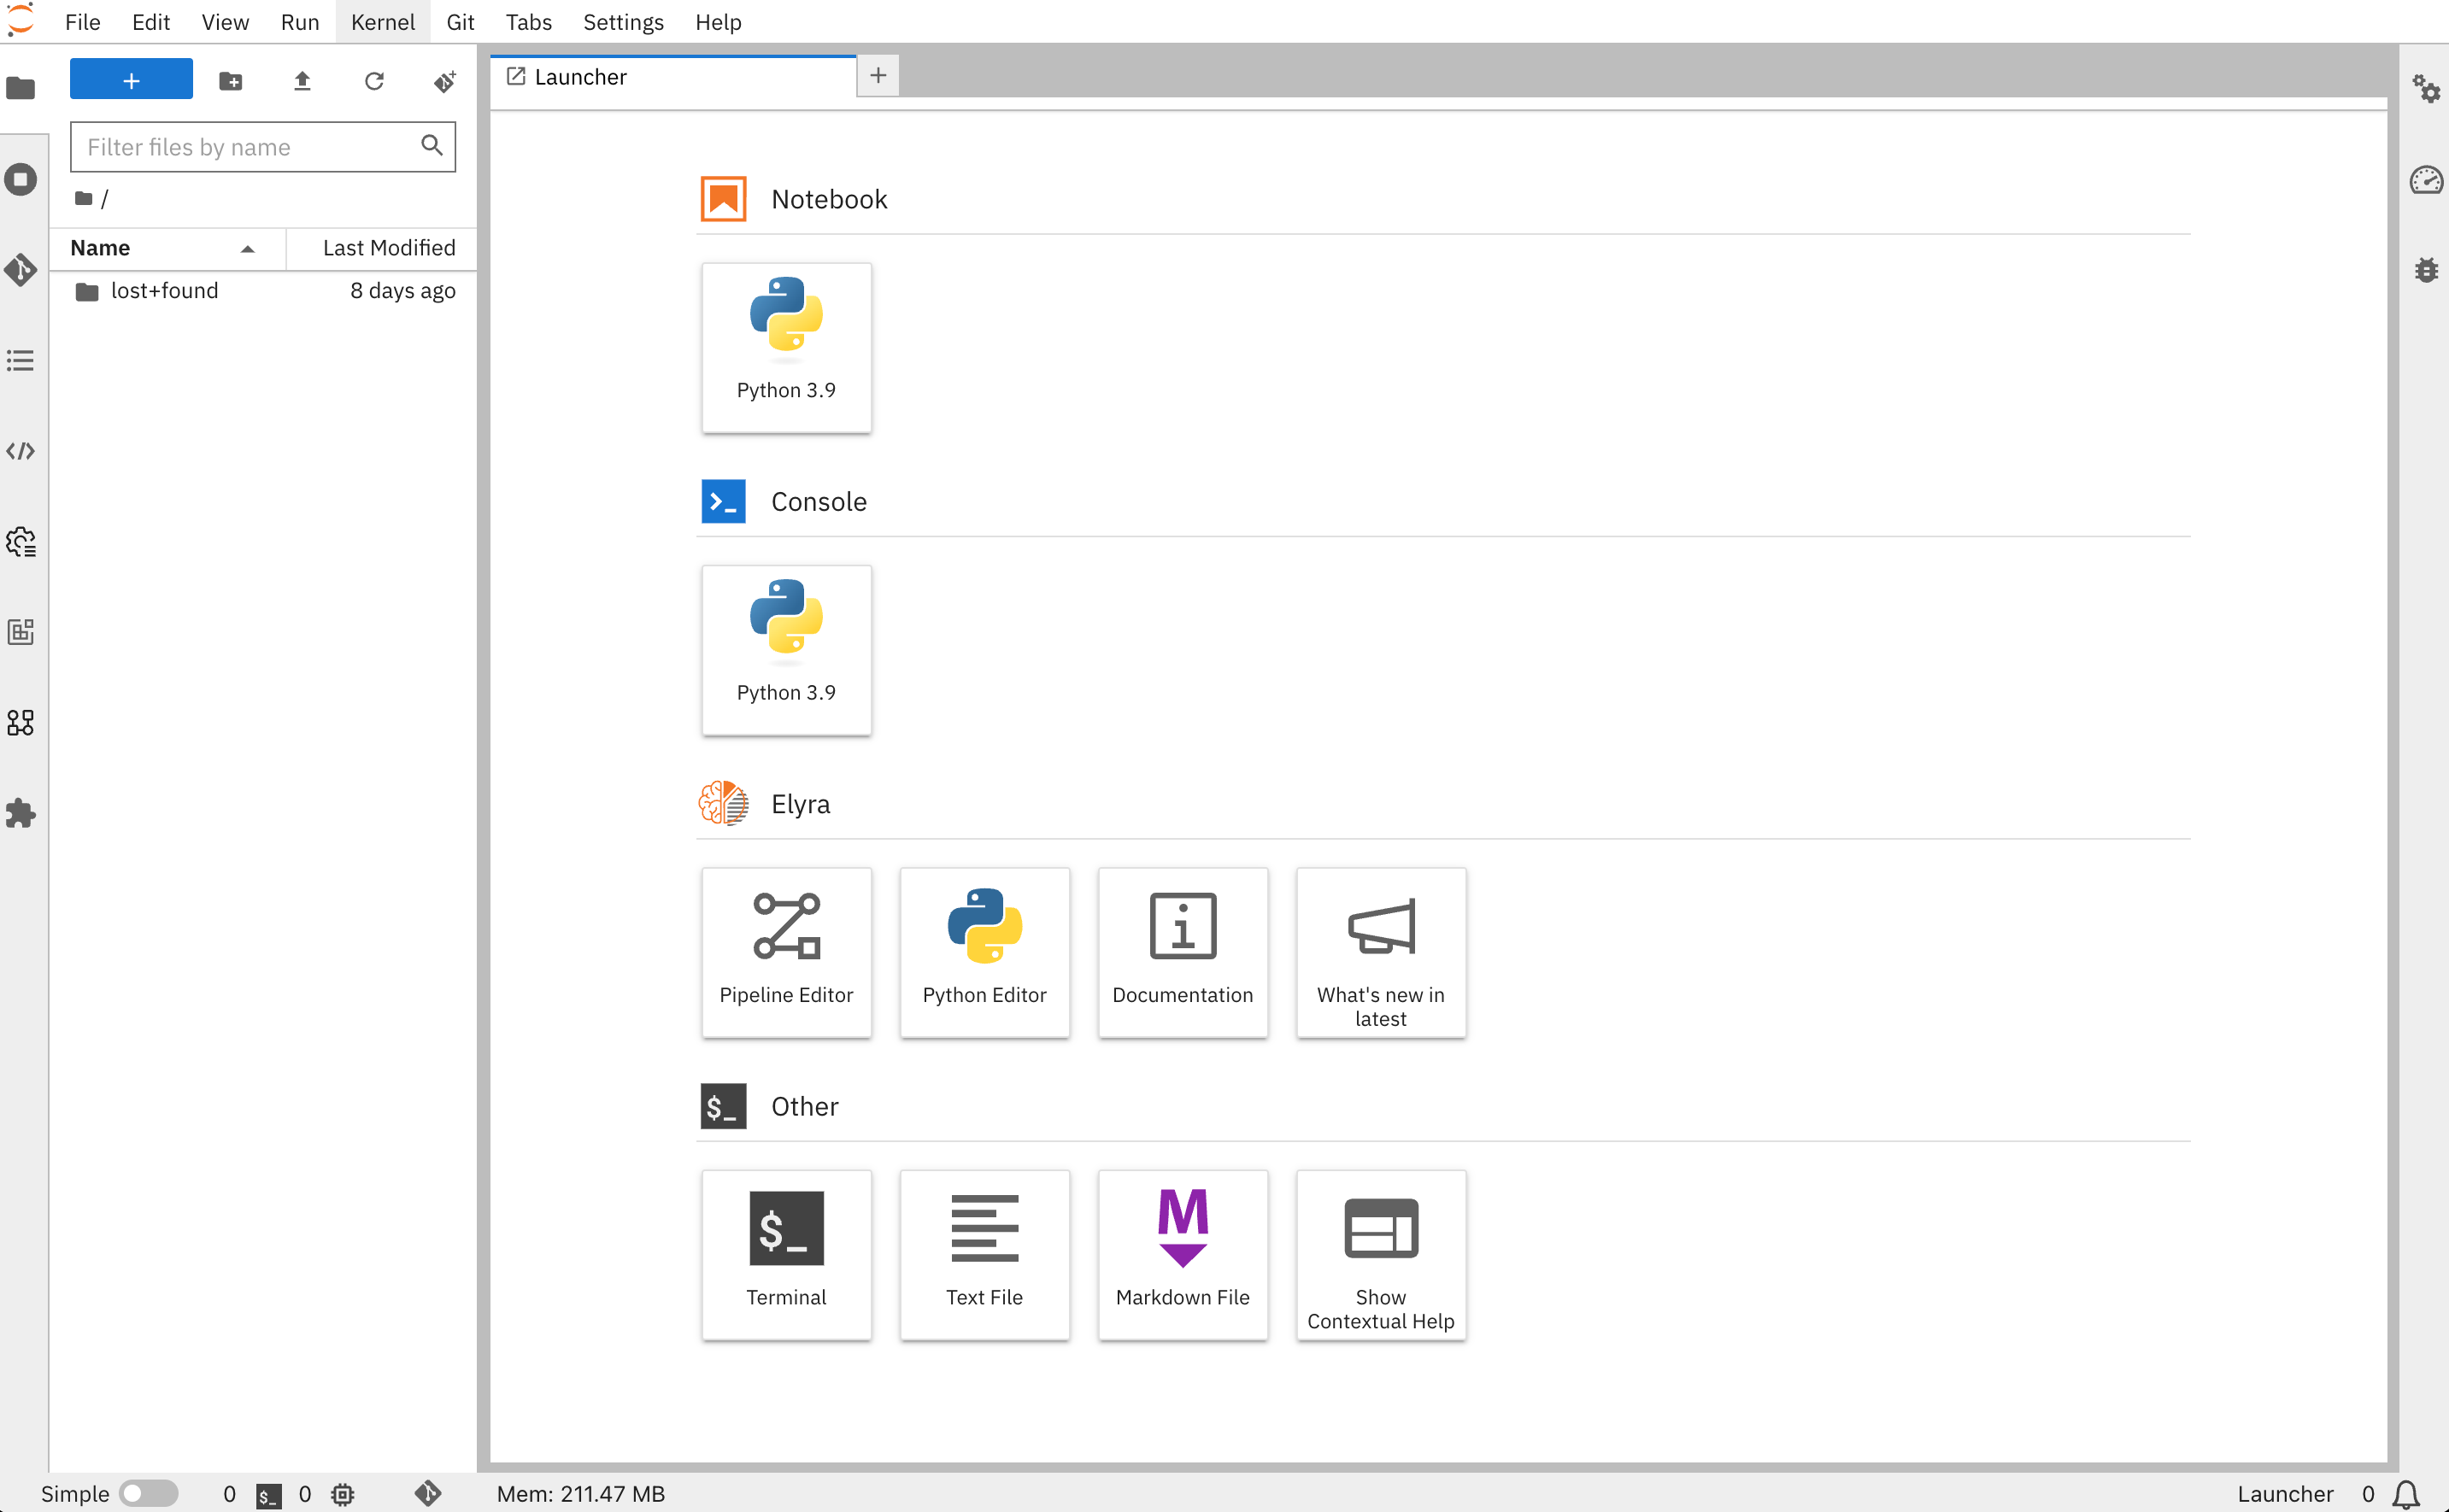 File Edit View Run Kernel Git Tabs Settings Help
Launcher
Filter files by name
/
Name Last Modified
lost+found 8 days ago
Notebook
Python 3.9
Console
Python 3.9
Elyra
Pipeline Editor
Python Editor
Documentation
What's new in
latest
$_ Other
$_
Terminal
Text File
M
Markdown File
Show
Contextual Help
Simple 0 $_ 0 Mem: 211.47 MB Launcher 0